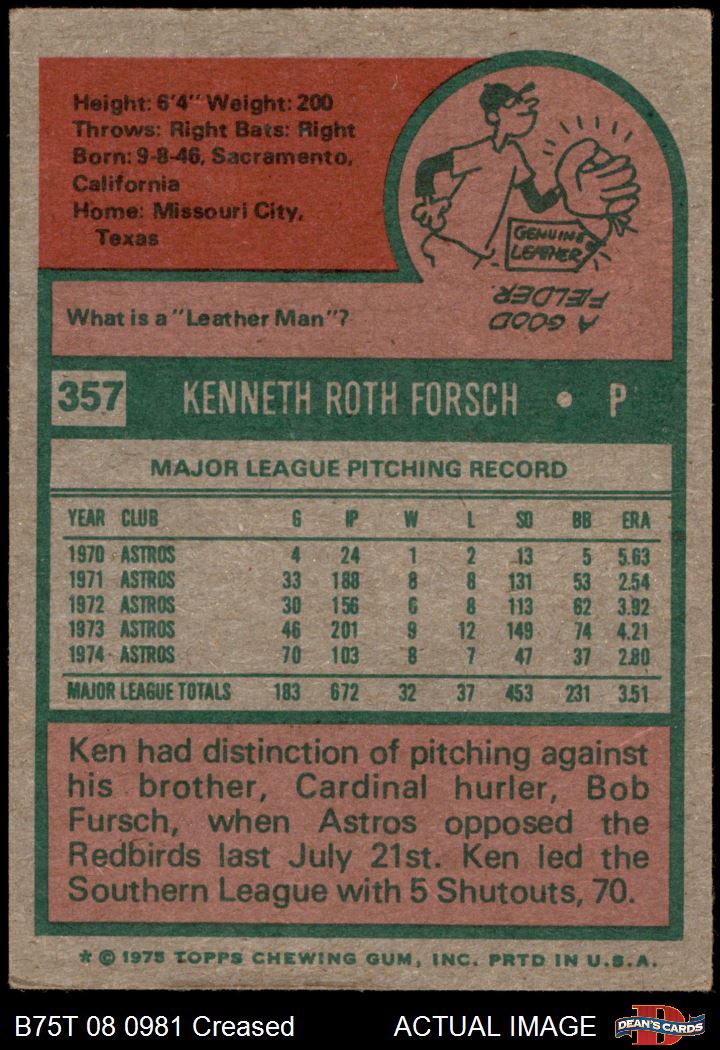 Height: 6'4" Weight: 200
Throws: Right Bats: Right
Born: 9-8-46, Sacramento,
California
Home: Missouri City,
Texas
GENUINE
LEATHER
What is a "Leather Man"?
A GOOD
FIELDER.
357 KENNETH ROTH FORSCH • P
MAJOR LEAGUE PITCHING RECORD
YEAR CLUB G IP W L SO BB ERA
1970 ASTROS 4 24 1 2 13 5 5.63
1971 ASTROS 33 188 8 8 131 53 2.54
1972 ASTROS 30 156 6 8 113 62 3.92
1973 ASTROS 46 201 9 12 149 74 4.21
1974 ASTROS 70 103 8 7 47 37 2.80
MAJOR LEAGUE TOTALS 183 672 32 37 453 231 3.51
Ken had distinction of pitching against
his brother, Cardinal hurler, Bob
Fursch, when Astros opposed the
Redbirds last July 21st. Ken led the
Southern League with 5 Shutouts, 70.
* © 1975 TOPPS CHEWING GUM, INC. PRTD IN U.S.A.
B75T 08 0981 Creased ACTUAL IMAGE
D
DEAN'S CARDS